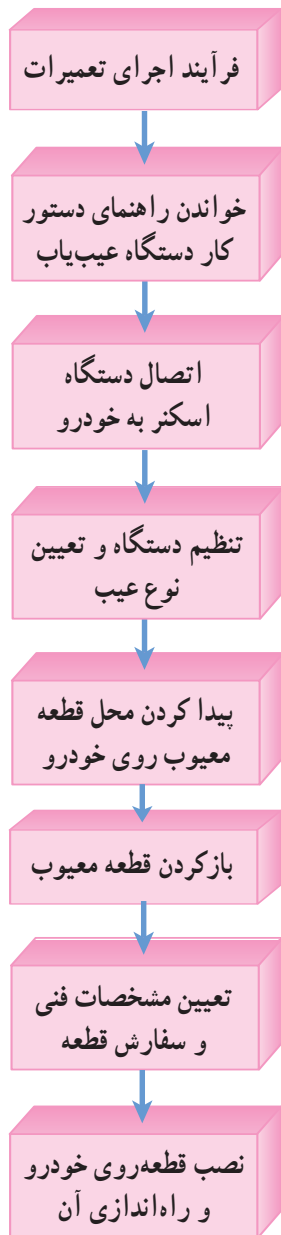 فرآیند اجرای تعمیرات
خواندن راهنمای دستور
کار دستگاه عیب‌یاب
اتصال دستگاه
اسکنر به خودرو
تنظیم دستگاه و تعیین
نوع عیب
پیدا کردن محل قطعه
معیوب روی خودرو
بازکردن قطعه معیوب
تعیین مشخصات فنی
و سفارش قطعه
نصب قطعه‌روی خودرو
و راه‌اندازی آن